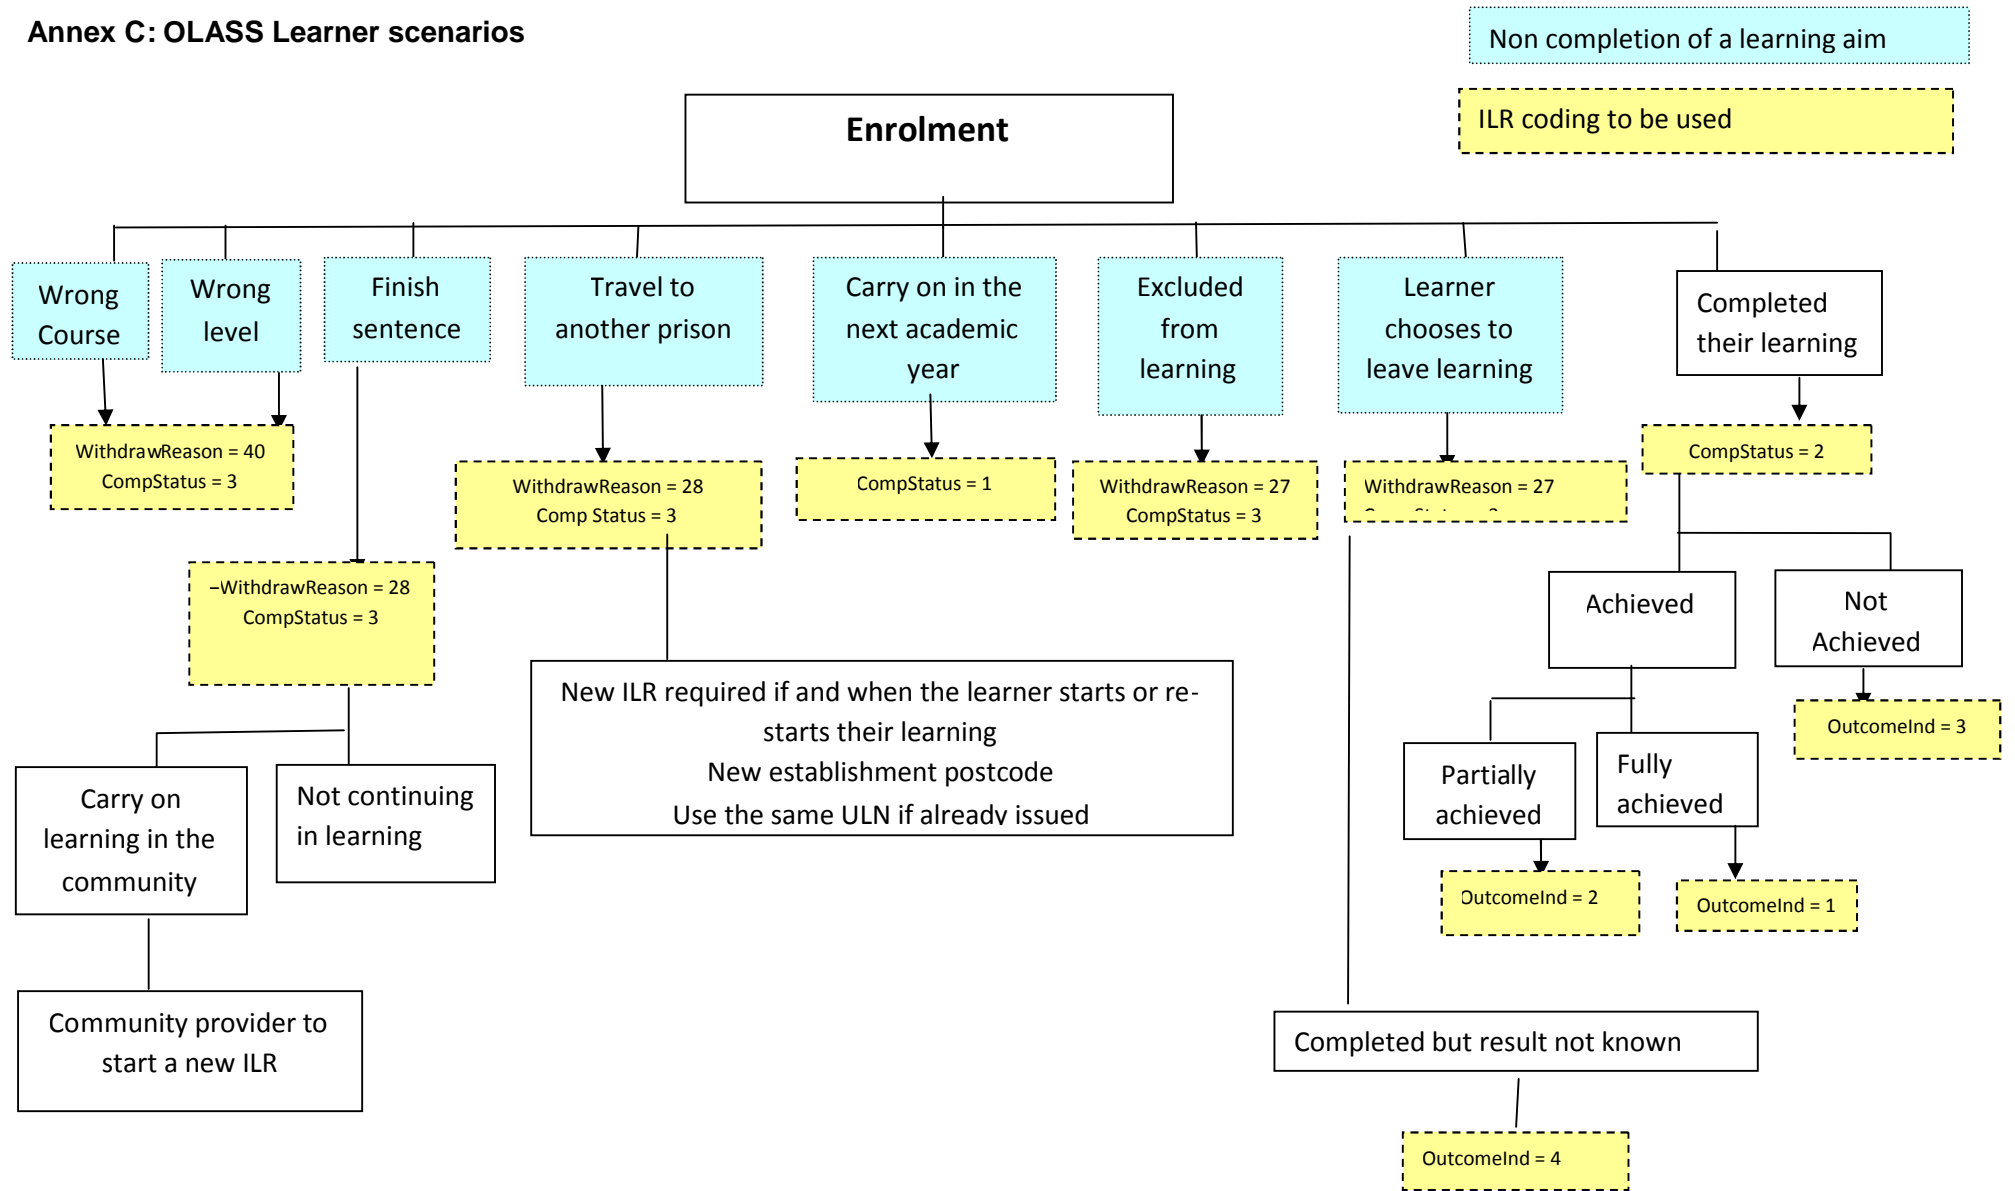 Annex C: OLASS Learner scenarios
Non completion of a learning aim
ILR coding to be used
Enrolment
Wrong
Course
Wrong
level
Finish
sentence
Travel to
another prison
Carry on in the
next academic
year
Excluded
from
learning
Learner
chooses to
leave learning
Completed
their learning
WithdrawReason = 40
CompStatus = 3
WithdrawReason = 28
Comp Status = 3
CompStatus = 1
WithdrawReason = 27
CompStatus = 3
WithdrawReason = 27
CompStatus = 2
–WithdrawReason = 28
CompStatus = 3
Achieved
Not
Achieved
New ILR required if and when the learner starts or re-
starts their learning
New establishment postcode
Use the same ULN if already issued
OutcomeInd = 3
Carry on
learning in the
community
Not continuing
in learning
Partially
achieved
Fully
achieved
OutcomeInd = 2
OutcomeInd = 1
Community provider to
start a new ILR
Completed but result not known
OutcomeInd = 4